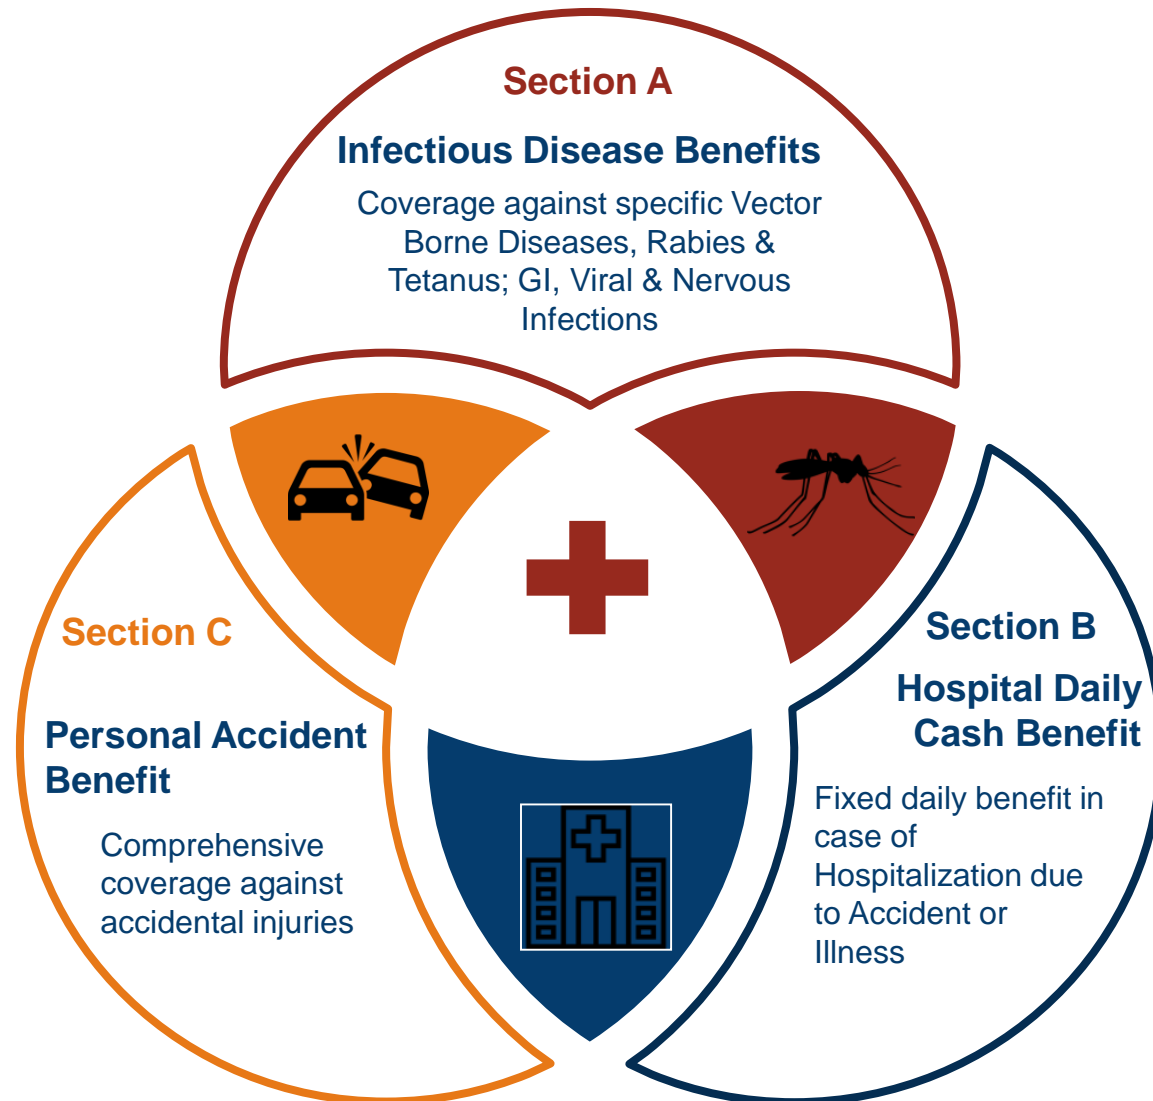 Section A
Infectious Disease Benefits
Coverage against specific Vector
Borne Diseases, Rabies &
Tetanus; GI, Viral & Nervous
Infections
Section C
Personal Accident
Benefit
Comprehensive
coverage against
accidental injuries
Section B
Hospital Daily
Cash Benefit
Fixed daily benefit in
case of
Hospitalization due
to Accident or
Illness